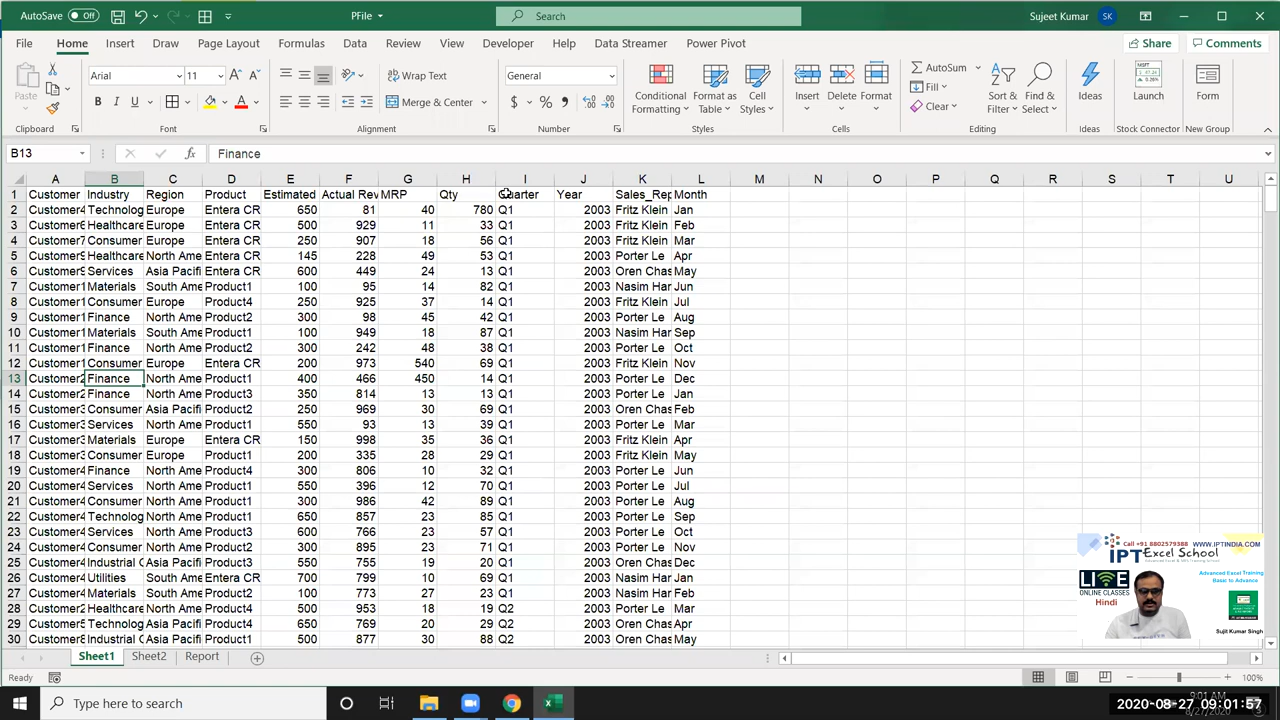 AutoSave Off PFile Search Sujeet Kumar SK
File Home Insert Draw Page Layout Formulas Data Review View Developer Help Data Streamer Power Pivot Share Comments
Arial 11 Wrap Text General AutoSum
Paste B I U Merge & Center $ % Conditional Formatting Format as Table Cell Styles Insert Delete Format Fill Clear Sort & Filter Find & Select Ideas Launch Form
Clipboard Font Alignment Number Styles Cells Editing Ideas Stock Connector New Group
B13 fx Finance
A B C D E F G H I J K L M N O P Q R S T U
1 Customer Industry Region Product Estimated Actual Rev MRP Qty Quarter Year Sales_Rep Month
2 Customer4 Technolog Europe Entera CR 650 81 40 780 Q1 2003 Fritz Klein Jan
3 Customer6 Healthcare Europe Entera CR 500 929 11 33 Q1 2003 Fritz Klein Feb
4 Customer7 Consumer Europe Entera CR 250 907 18 56 Q1 2003 Fritz Klein Mar
5 Customer9 Healthcare North Ame Entera CR 145 228 49 53 Q1 2003 Porter Le Apr
6 Customer1 Services Asia Pacifi Entera CR 600 449 24 13 Q1 2003 Oren Chas May
7 Customer1 Materials South Ame Product1 100 95 14 82 Q1 2003 Nasim Har Jun
8 Customer1 Consumer Europe Product4 250 925 37 14 Q1 2003 Fritz Klein Jul
9 Customer1 Finance North Ame Product2 300 98 45 42 Q1 2003 Porter Le Aug
10 Customer1 Materials South Ame Product1 100 949 18 87 Q1 2003 Nasim Har Sep
11 Customer1 Finance North Ame Product2 300 242 48 38 Q1 2003 Porter Le Oct
12 Customer1 Consumer Europe Entera CR 200 973 540 69 Q1 2003 Fritz Klein Nov
13 Customer2 Finance North Ame Product1 400 466 450 14 Q1 2003 Porter Le Dec
14 Customer2 Finance North Ame Product3 350 814 13 13 Q1 2003 Porter Le Jan
15 Customer3 Consumer Asia Pacifi Product2 250 969 30 69 Q1 2003 Oren Chas Feb
16 Customer3 Services North Ame Product1 550 93 13 39 Q1 2003 Porter Le Mar
17 Customer3 Materials Europe Entera CR 150 998 35 36 Q1 2003 Fritz Klein Apr
18 Customer3 Consumer Europe Product1 200 335 28 29 Q1 2003 Fritz Klein May
19 Customer4 Finance North Ame Product4 300 806 10 32 Q1 2003 Porter Le Jun
20 Customer4 Services North Ame Product1 550 396 12 70 Q1 2003 Porter Le Jul
21 Customer4 Consumer North Ame Product1 300 986 42 89 Q1 2003 Porter Le Aug
22 Customer4 Technolog North Ame Product1 650 857 23 85 Q1 2003 Porter Le Sep
23 Customer4 Services North Ame Product1 600 766 23 57 Q1 2003 Porter Le Oct
24 Customer4 Consumer North Ame Product2 300 895 23 71 Q1 2003 Porter Le Nov
25 Customer4 Industrial G Asia Pacifi Product3 550 755 19 20 Q1 2003 Oren Chas Dec
26 Customer4 Utilities South Ame Entera CR 700 799 10 69 Q1 2003 Nasim Har Jan
27 Customer4 Materials South Ame Product2 100 773 27 23 Q1 2003 Nasim Har Feb
28 Customer4 Healthcare North Ame Product4 500 953 18 19 Q2 2003 Porter Le Mar
29 Customer5 Technolog Asia Pacifi Product4 650 769 20 29 Q2 2003 Oren Chas Apr
30 Customer8 Industrial G Asia Pacifi Product1 500 877 30 88 Q2 2003 Oren Chas May
Call +91 8802579388 WWW.IPTINDIA.COM
IPT Excel School
LIVE ONLINE CLASSES Hindi
Advanced Excel Training Basic to Advance
Sujit Kumar Singh
Sheet1 Sheet2 Report
Ready 100%
Type here to search
9:01 AM
8/27/2020
2020-08-27 09:01:57